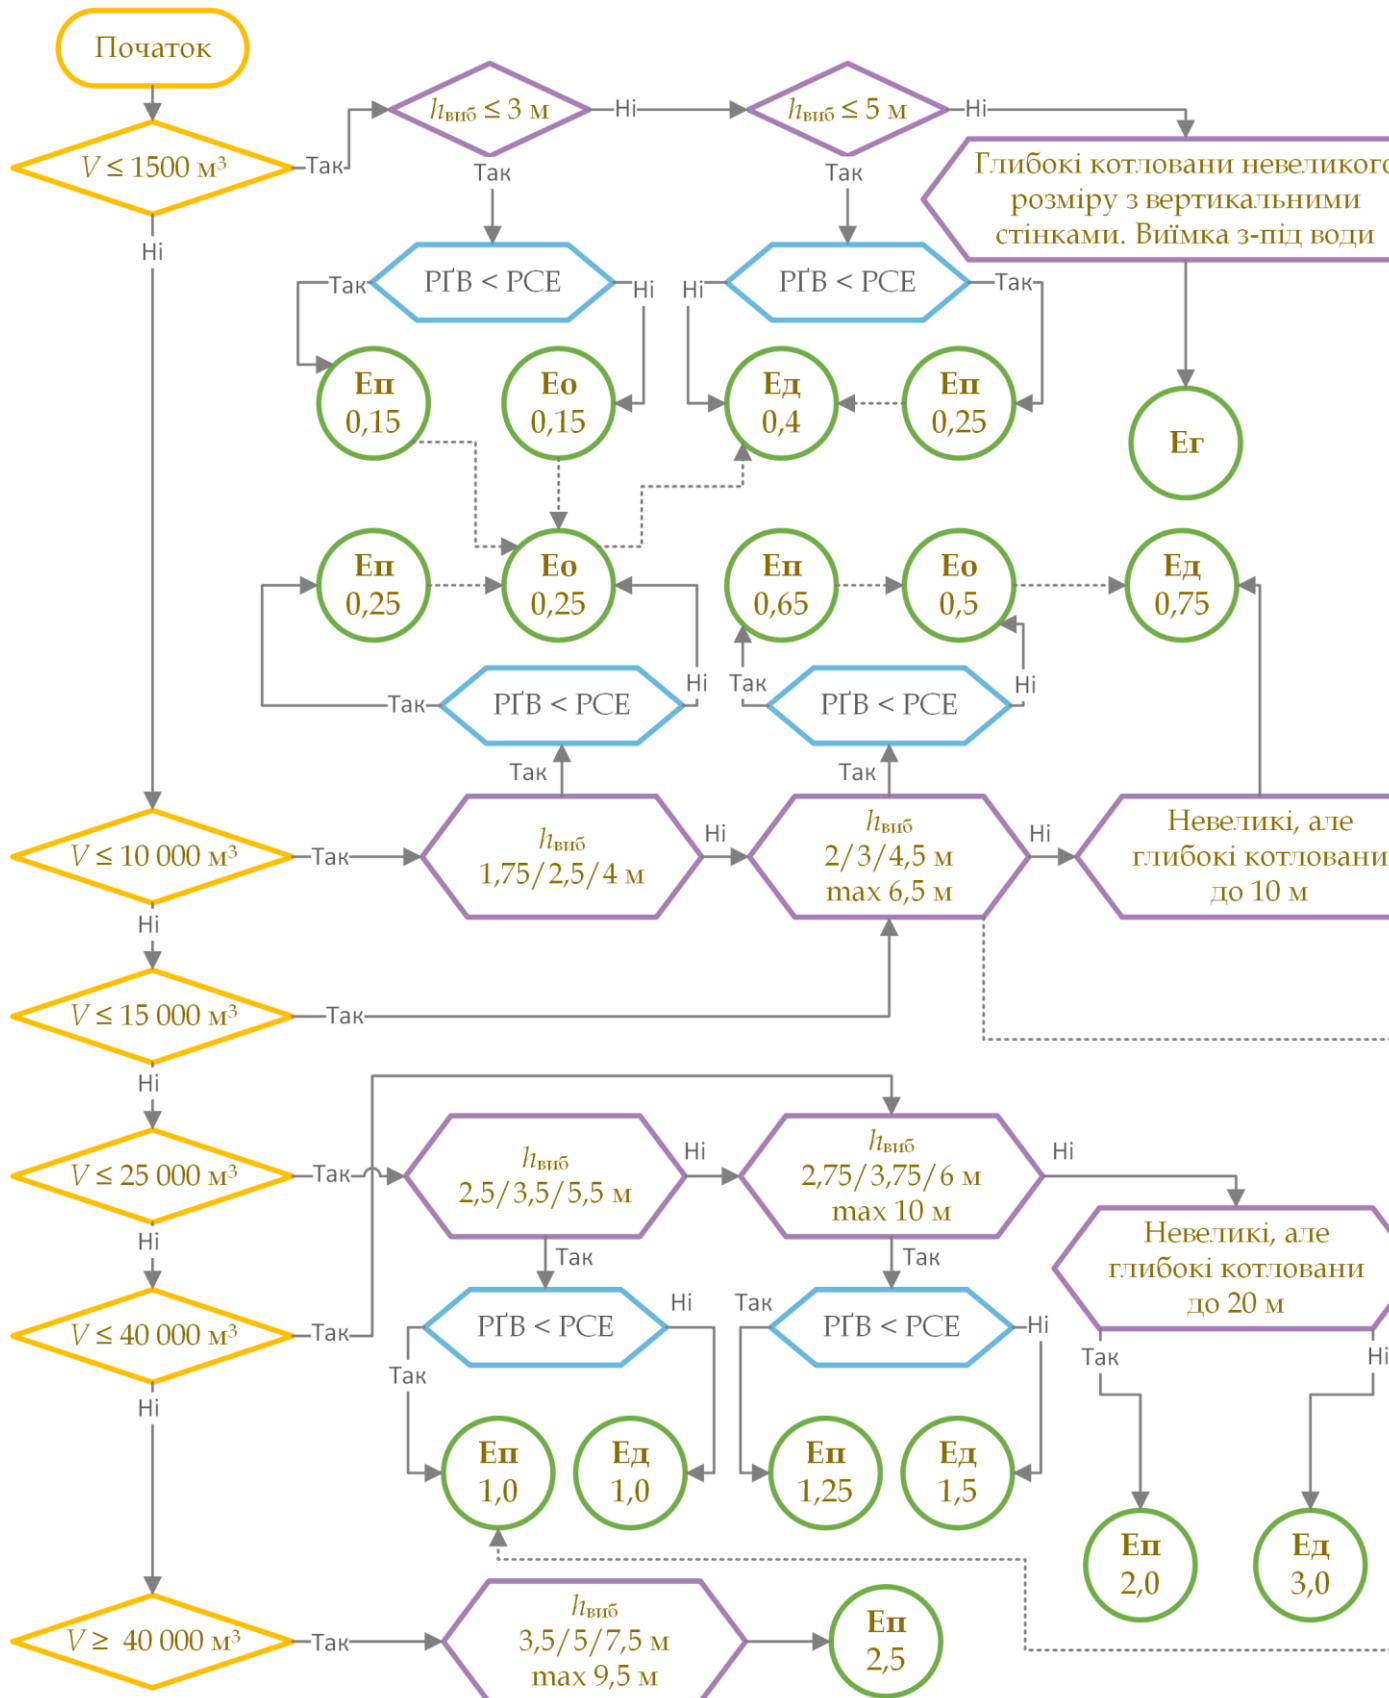 Початок
V ≤ 1500 м³
Так
Ні
hвиб ≤ 3 м
Ні
Так
hвиб ≤ 5 м
Ні
Так
Глибокі котловани невеликого
розміру з вертикальними
стінками. Виїмка з-під води
РҐВ < РСЕ
Так
Ні
РҐВ < РСЕ
Ні
Так
Еп
0,15
Ео
0,15
Ед
0,4
Еп
0,25
Ег
Еп
0,25
Ео
0,25
Еп
0,65
Ео
0,5
Ед
0,75
РҐВ < РСЕ
Так
Ні
РҐВ < РСЕ
Так
Ні
Так
Так
V ≤ 10 000 м³
Так
Ні
hвиб
1,75/2,5/4 м
Ні
hвиб
2/3/4,5 м
max 6,5 м
Ні
Невеликі, але
глибокі котловани
до 10 м
V ≤ 15 000 м³
Так
Ні
V ≤ 25 000 м³
Так
Ні
hвиб
2,5/3,5/5,5 м
Ні
Так
hвиб
2,75/3,75/6 м
max 10 м
Ні
Так
Невеликі, але
глибокі котловани
до 20 м
Так
Ні
V ≤ 40 000 м³
Так
Ні
РҐВ < РСЕ
Так
Ні
РҐВ < РСЕ
Так
Ні
Еп
1,0
Ед
1,0
Еп
1,25
Ед
1,5
Еп
2,0
Ед
3,0
V ≥ 40 000 м³
Так
hвиб
3,5/5/7,5 м
max 9,5 м
Еп
2,5